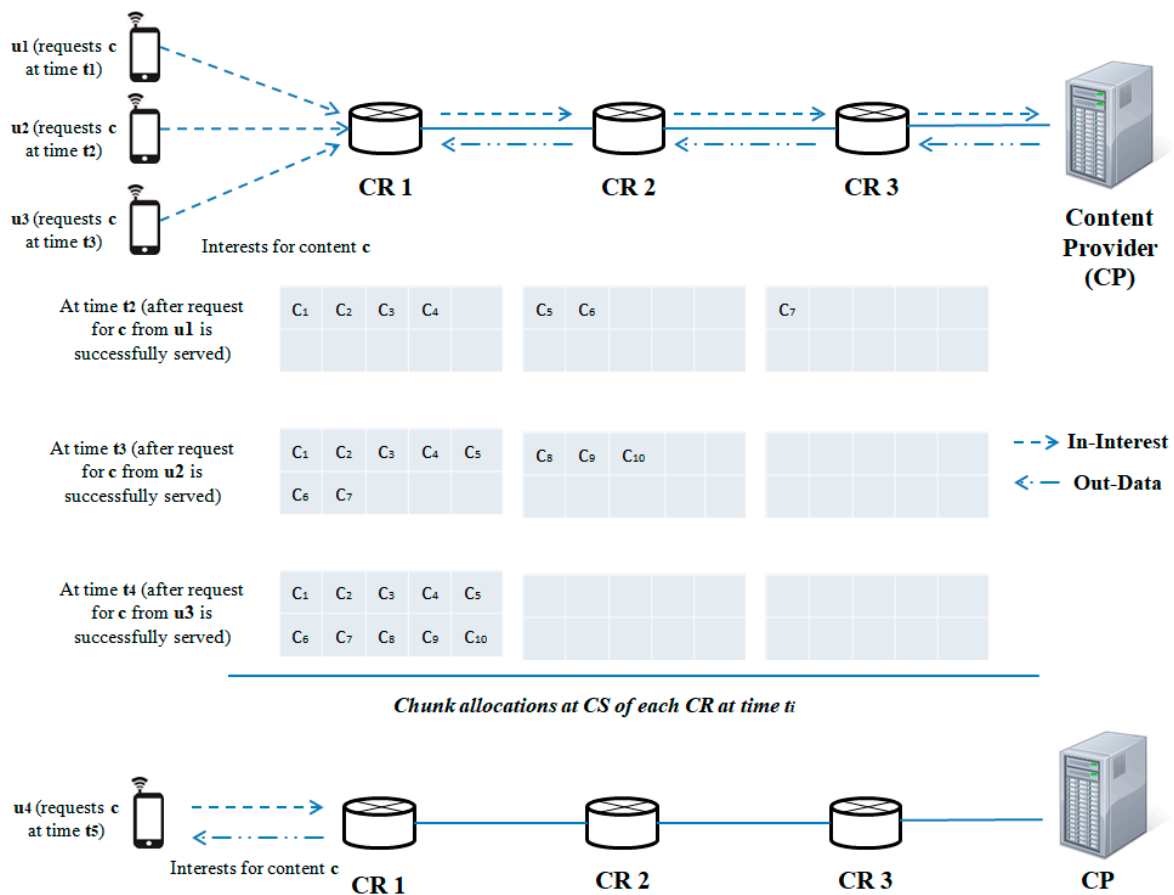 u1 (requests c
at time t1)
u2 (requests c
at time t2)
u3 (requests c
at time t3)
CR 1
CR 2
CR 3
Content
Provider
(CP)
Interests for content c
At time t2 (after request
for c from u1 is
successfully served)
C1 C2 C3 C4
C5 C6
C7
At time t3 (after request
for c from u2 is
successfully served)
C1 C2 C3 C4 C5
C6 C7
C8 C9 C10
In-Interest
Out-Data
At time t4 (after request
for c from u3 is
successfully served)
C1 C2 C3 C4 C5
C6 C7 C8 C9 C10
Chunk allocations at CS of each CR at time ti
u4 (requests c
at time t5)
Interests for content c
CR 1
CR 2
CR 3
CP